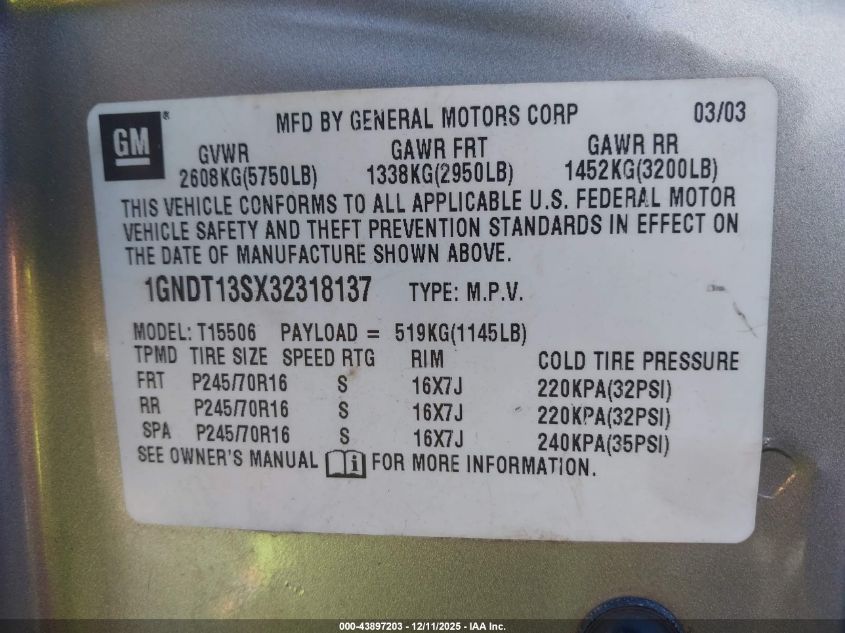 GM ® MFD BY GENERAL MOTORS CORP 03/03
GVWR GAWR FRT GAWR RR
2608KG(5750LB) 1338KG(2950LB) 1452KG(3200LB)
THIS VEHICLE CONFORMS TO ALL APPLICABLE U.S. FEDERAL MOTOR
VEHICLE SAFETY AND THEFT PREVENTION STANDARDS IN EFFECT ON
THE DATE OF MANUFACTURE SHOWN ABOVE.
1GNDT13SX32318137 TYPE: M.P.V.
MODEL: T15506 PAYLOAD = 519KG(1145LB)
TPMD TIRE SIZE SPEED RTG RIM COLD TIRE PRESSURE
FRT P245/70R16 S 16X7J 220KPA(32PSI)
RR P245/70R16 S 16X7J 220KPA(32PSI)
SPA P245/70R16 S 16X7J 240KPA(35PSI)
SEE OWNER'S MANUAL i FOR MORE INFORMATION.
000-43897203 - 12/11/2025 - IAA Inc.